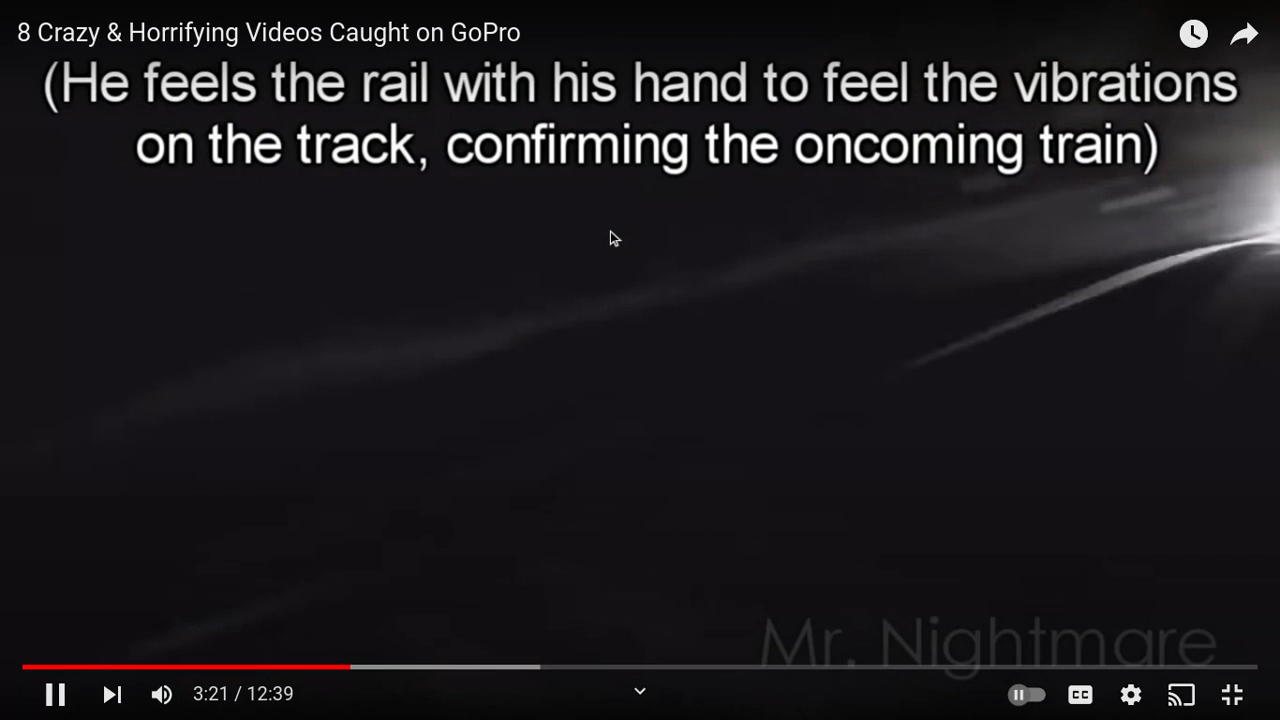 8 Crazy & Horrifying Videos Caught on GoPro
(He feels the rail with his hand to feel the vibrations
on the track, confirming the oncoming train)
Mr. Nightmare
3:21 / 12:39
CC